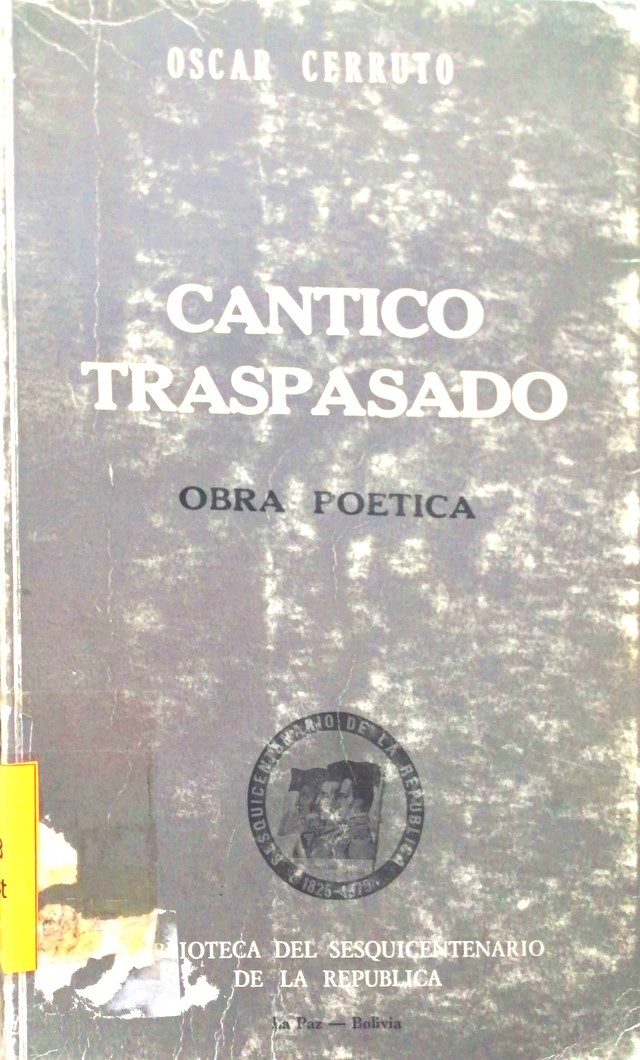 OSCAR CERRUTO
CANTICO
TRASPASADO
OBRA POETICA
SESQUICENTENARIO DE LA REPUBLICA
1825-1975
BIBLIOTECA DEL SESQUICENTENARIO
DE LA REPUBLICA
La Paz — Bolivia